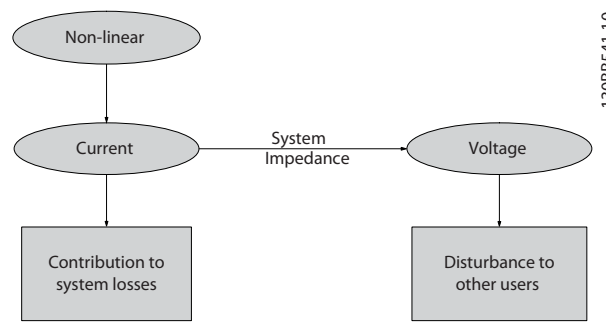 Non-linear
Current
System
Impedance
Voltage
Contribution to
system losses
Disturbance to
other users